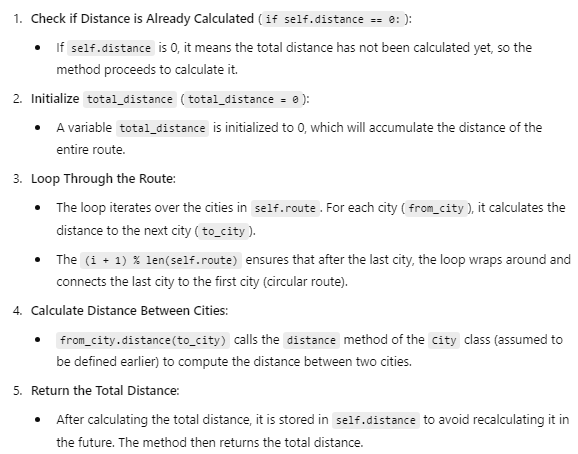 1. Check if Distance is Already Calculated ( if self.distance == 0: ):
• If self.distance is 0, it means the total distance has not been calculated yet, so the
method proceeds to calculate it.
2. Initialize total_distance ( total_distance = 0 ):
• A variable total_distance is initialized to 0, which will accumulate the distance of the
entire route.
3. Loop Through the Route:
• The loop iterates over the cities in self.route . For each city ( from_city ), it calculates the
distance to the next city ( to_city ).
• The (i + 1) % len(self.route) ensures that after the last city, the loop wraps around and
connects the last city to the first city (circular route).
4. Calculate Distance Between Cities:
• from_city.distance(to_city) calls the distance method of the City class (assumed to
be defined earlier) to compute the distance between two cities.
5. Return the Total Distance:
• After calculating the total distance, it is stored in self.distance to avoid recalculating it in
the future. The method then returns the total distance.